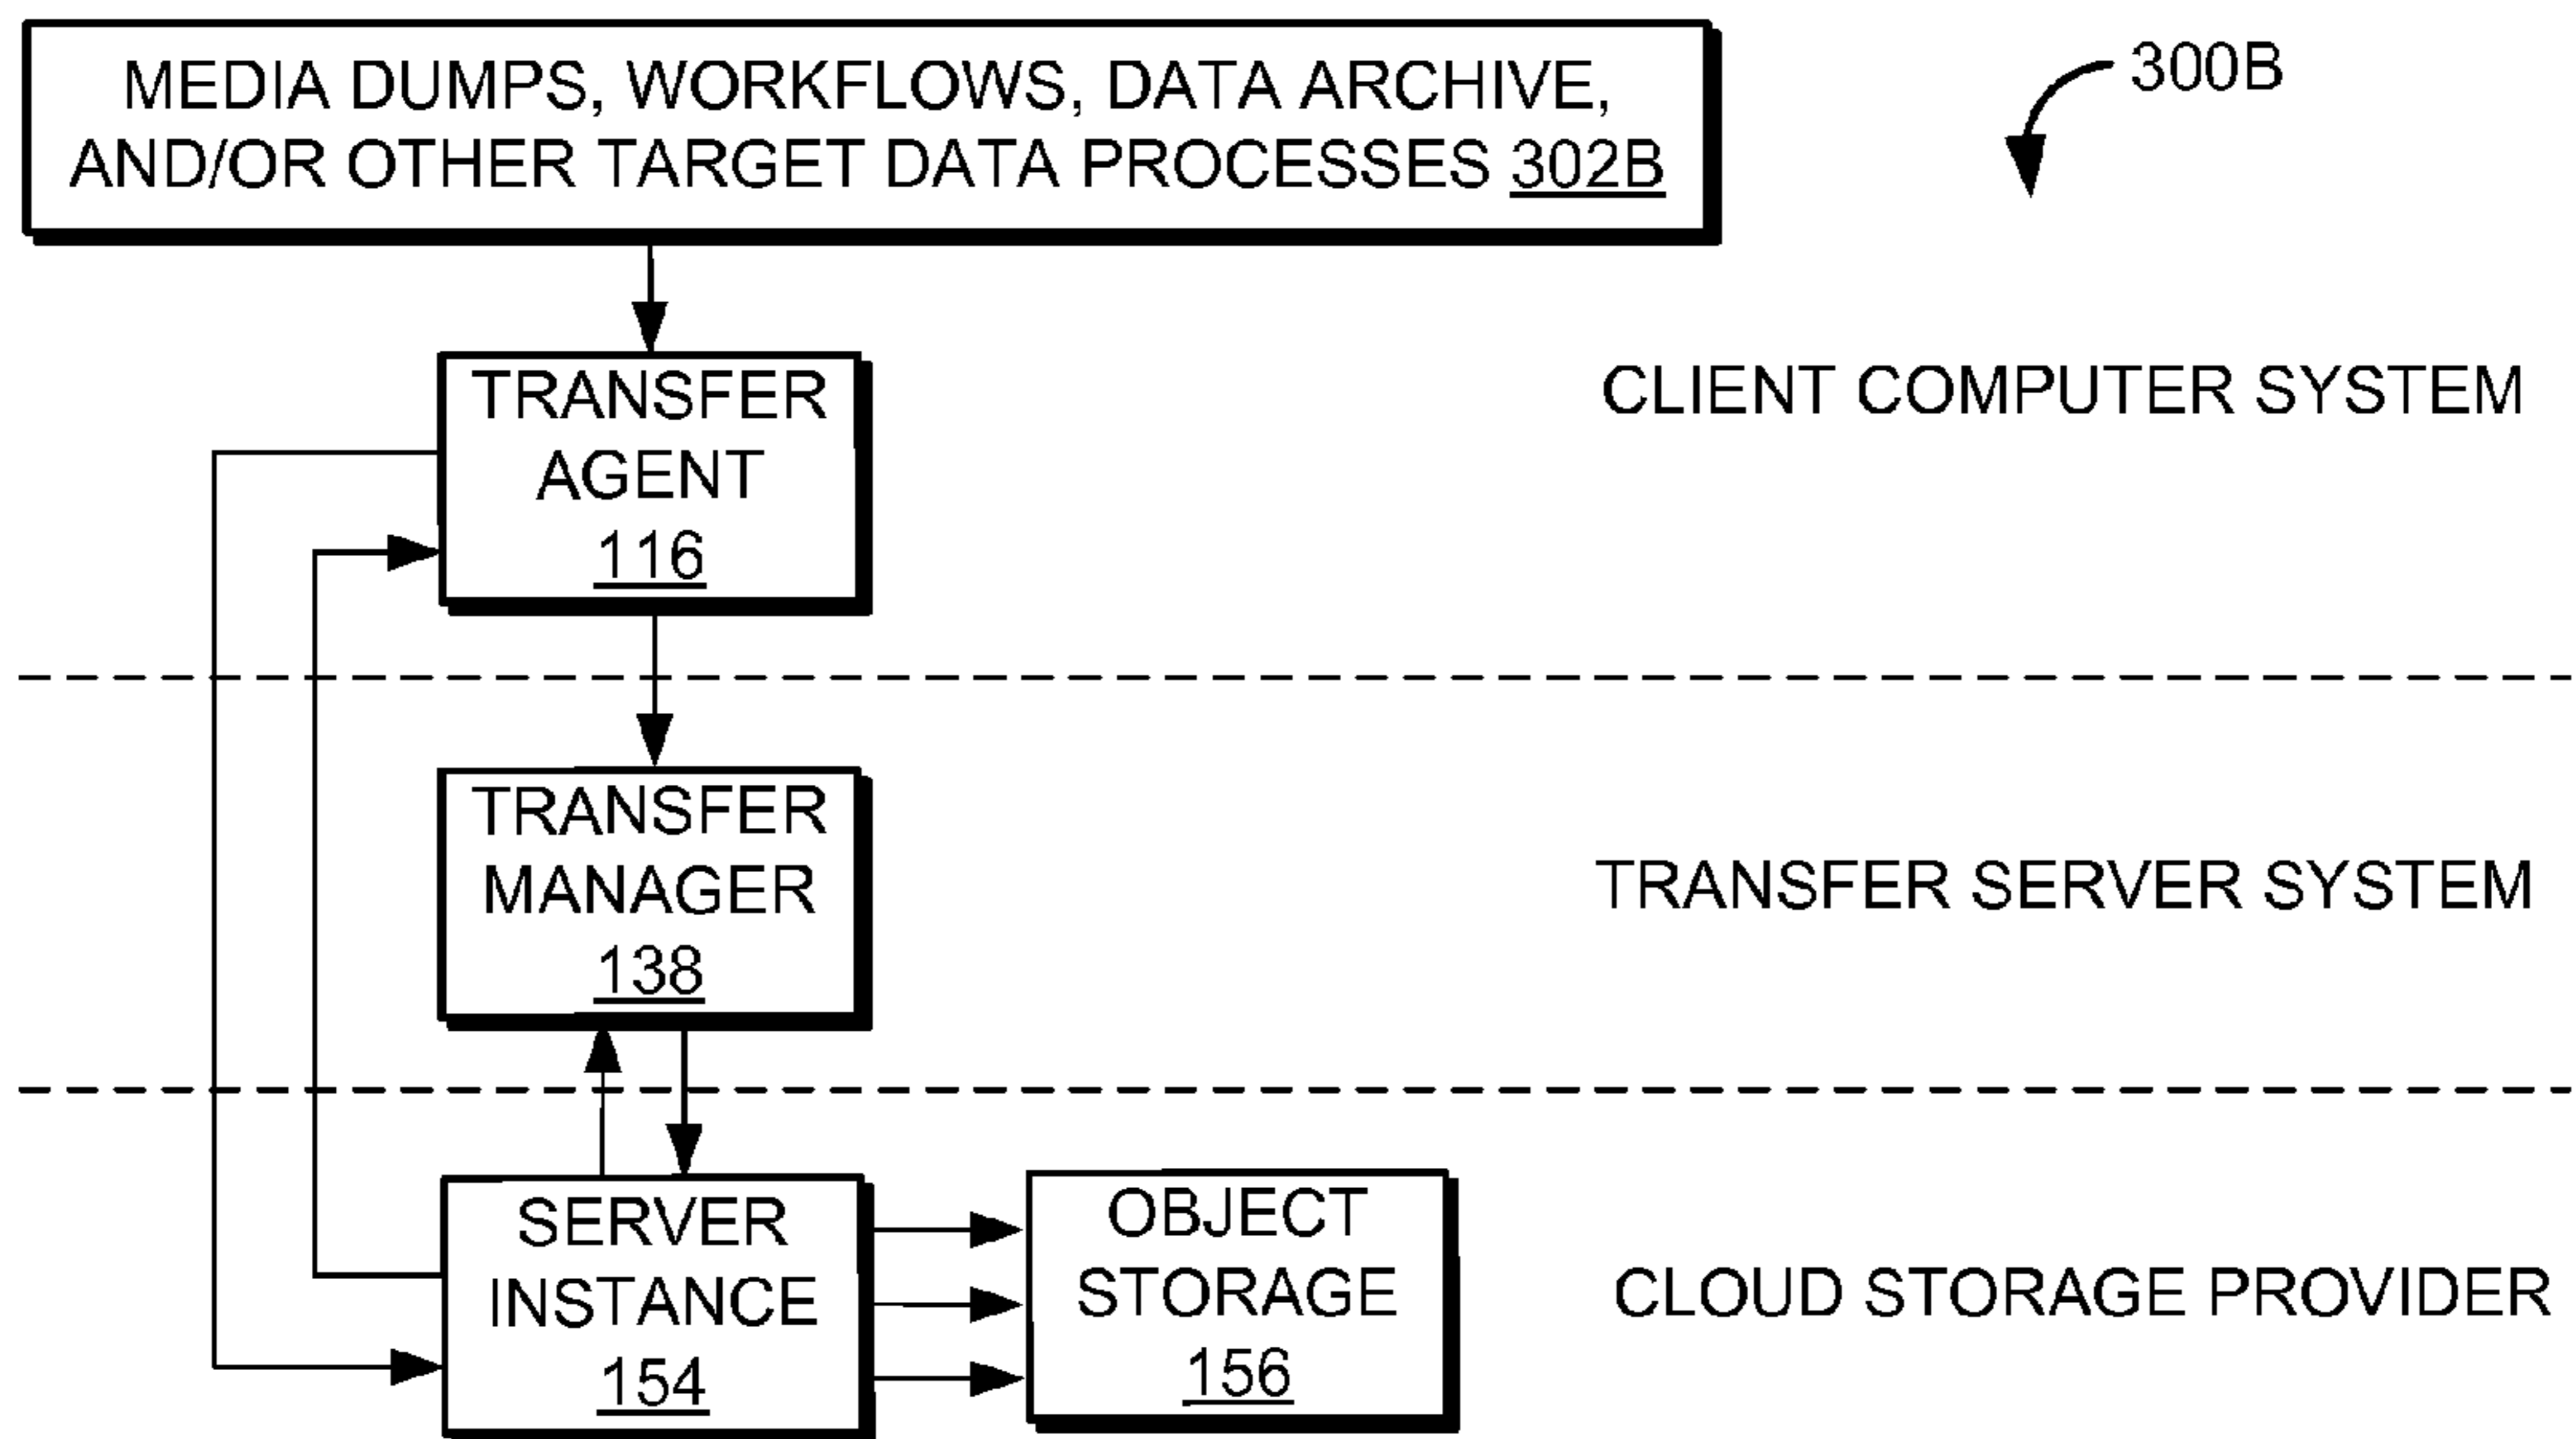 MEDIA DUMPS, WORKFLOWS, DATA ARCHIVE,
AND/OR OTHER TARGET DATA PROCESSES 302B
300B
TRANSFER
AGENT
116
CLIENT COMPUTER SYSTEM
TRANSFER
MANAGER
138
TRANSFER SERVER SYSTEM
SERVER
INSTANCE
154
OBJECT
STORAGE
156
CLOUD STORAGE PROVIDER